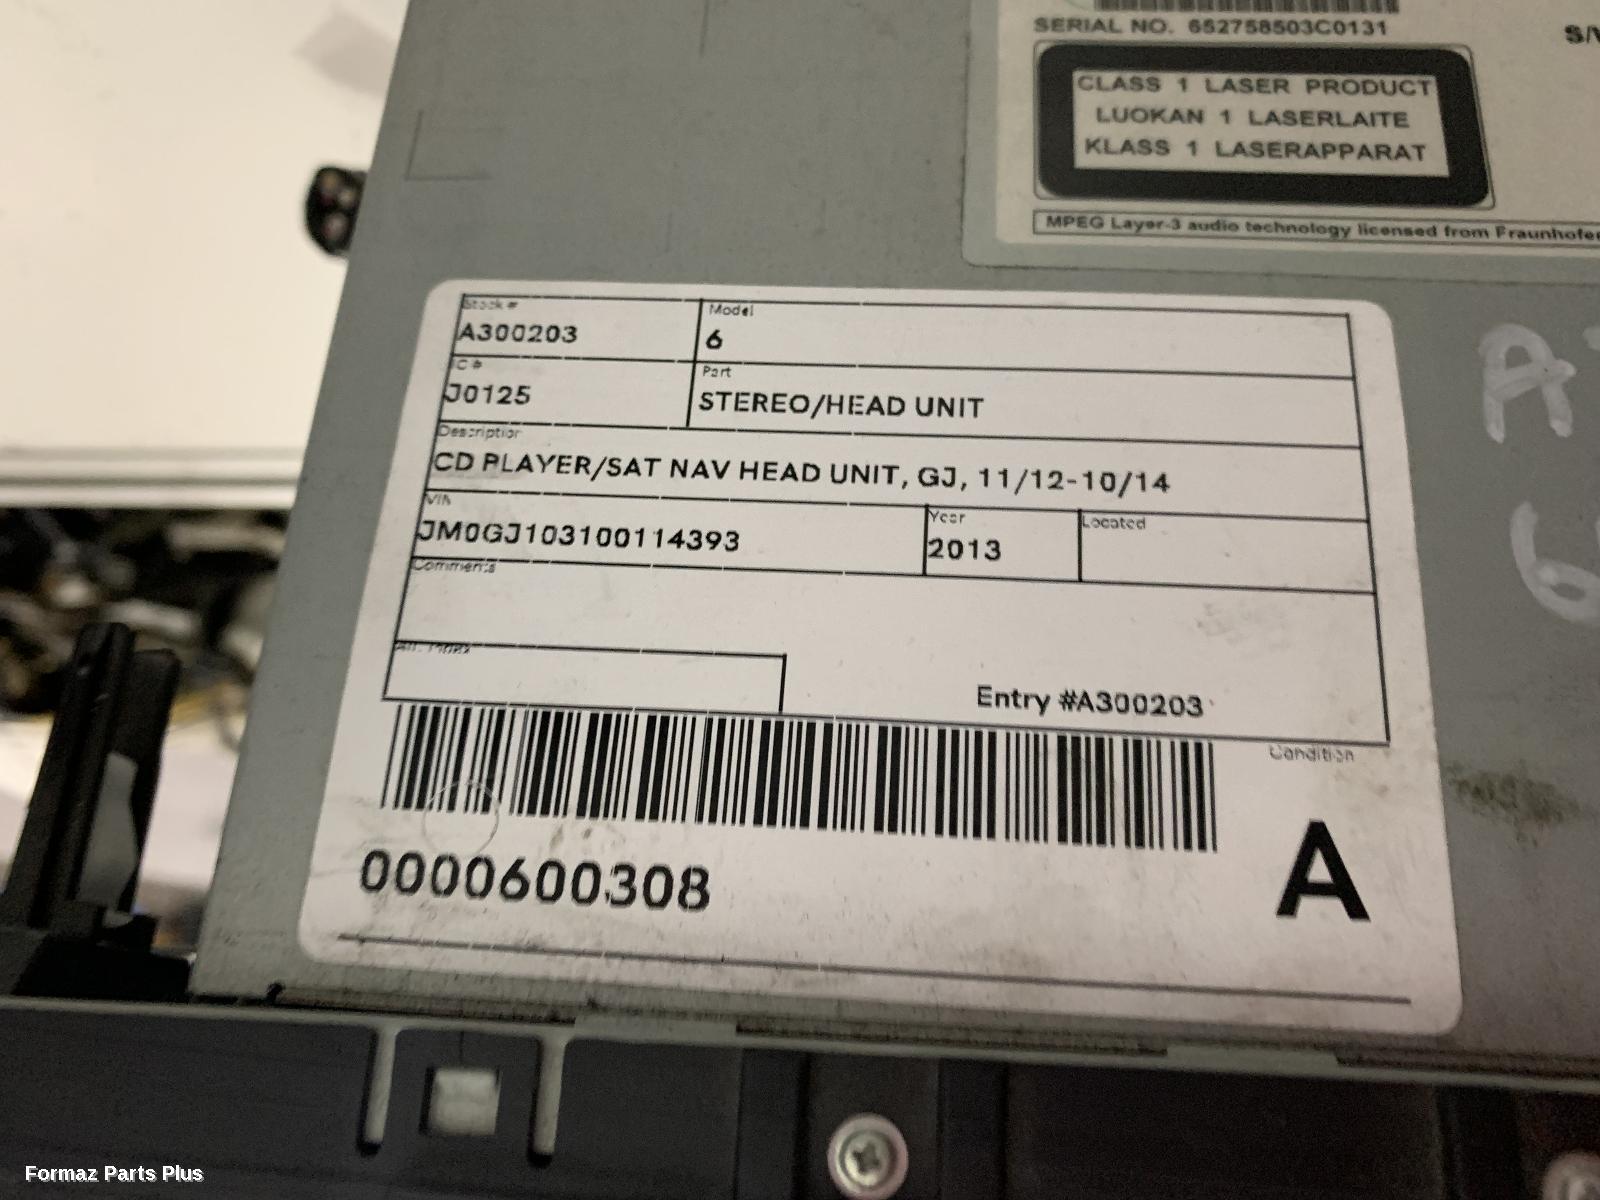 SERIAL NO. 652758503C0131
CLASS 1 LASER PRODUCT
LUOKAN 1 LASERLAITE
KLASS 1 LASERAPPARAT
MPEG Layer-3 audio technology licensed from Fraunhofer
Stock #
A300203
Model
6
IC #
J0125
Part
STEREO/HEAD UNIT
Description
CD PLAYER/SAT NAV HEAD UNIT, GJ, 11/12-10/14
VIN
JM0GJ103100114393
Year
2013
Located
Comments
Entry #A300203
Condition
0000600308
A
Formaz Parts Plus